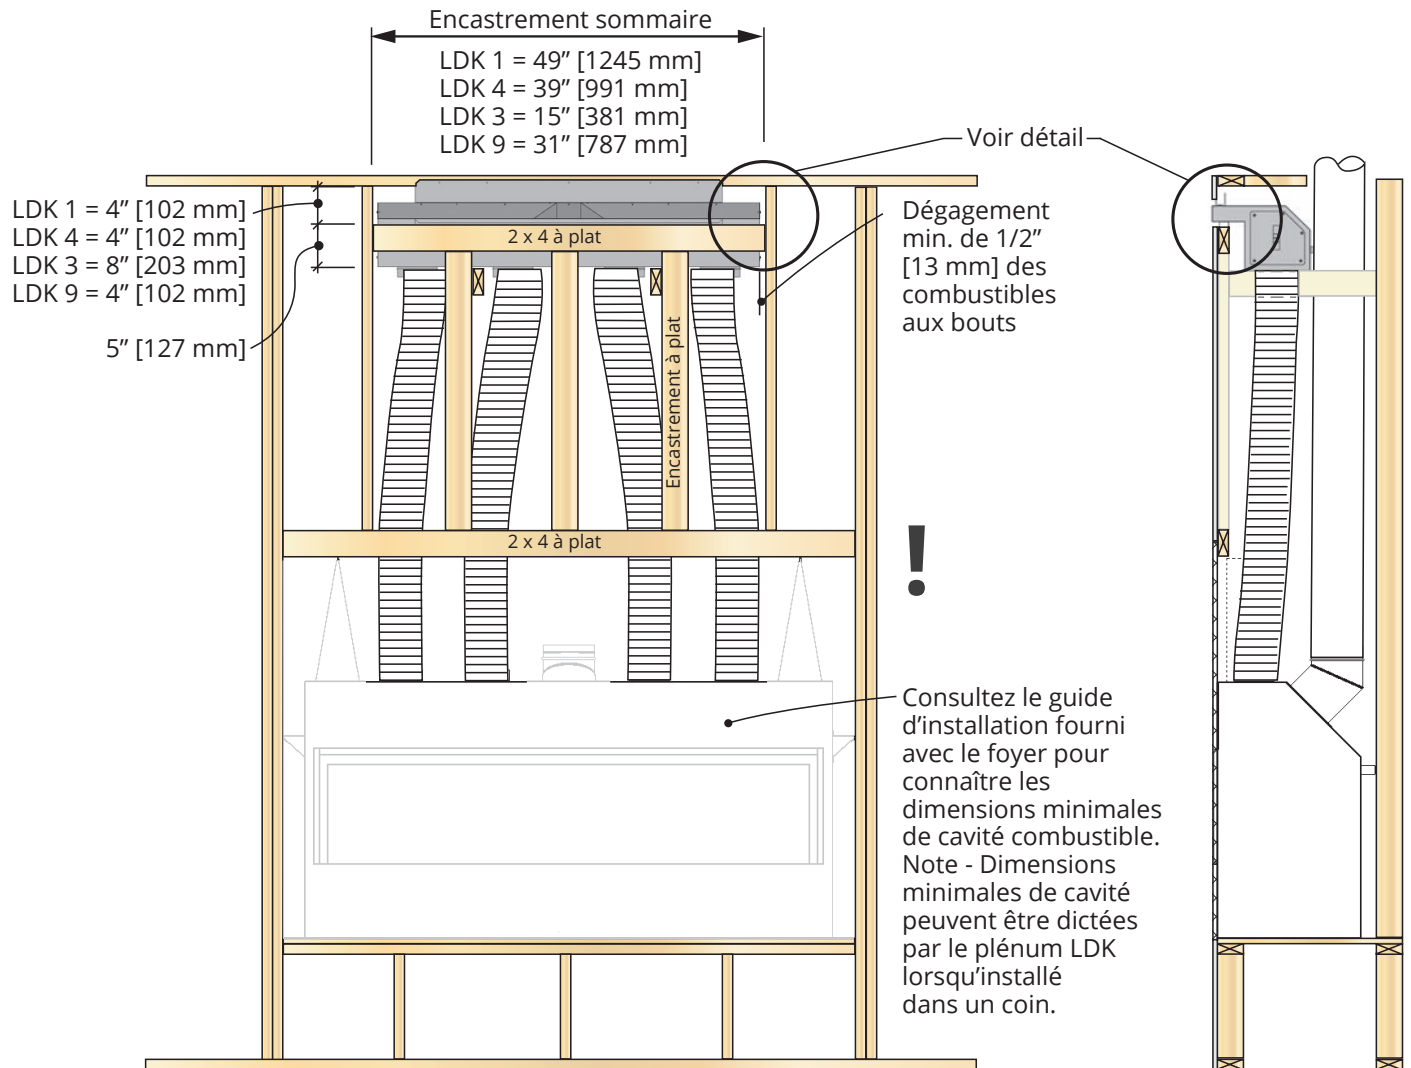 Encastrement sommaire
LDK 1 = 49” [1245 mm]
LDK 4 = 39” [991 mm]
LDK 3 = 15” [381 mm]
LDK 9 = 31” [787 mm]
Voir détail
LDK 1 = 4” [102 mm]
LDK 4 = 4” [102 mm]
LDK 3 = 8” [203 mm]
LDK 9 = 4” [102 mm]
5” [127 mm]
2 x 4 à plat
Dégagement
min. de 1/2”
[13 mm] des
combustibles
aux bouts
Encastrement à plat
2 x 4 à plat
!
Consultez le guide
d’installation fourni
avec le foyer pour
connaître les
dimensions minimales
de cavité combustible.
Note - Dimensions
minimales de cavité
peuvent être dictées
par le plénum LDK
lorsqu’installé
dans un coin.